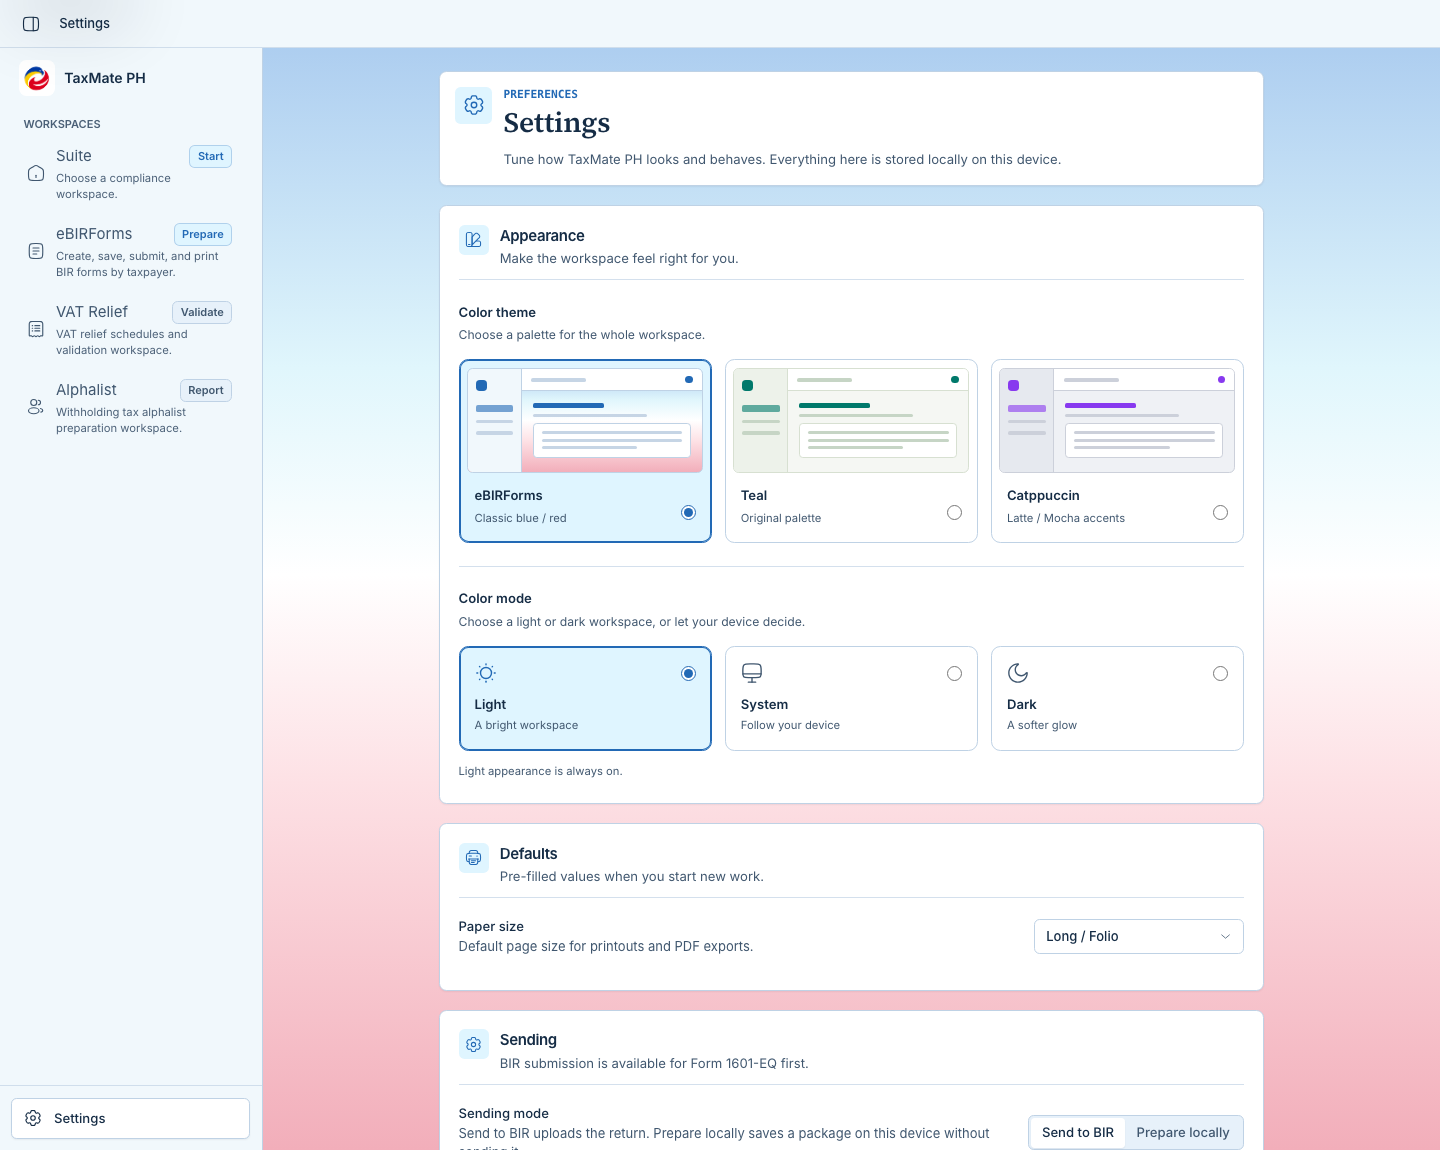 Settings
TaxMate PH
WORKSPACES
Suite
Start
Choose a compliance
workspace.
eBIRForms
Prepare
Create, save, submit, and print
BIR forms by taxpayer.
VAT Relief
Validate
VAT relief schedules and
validation workspace.
Alphalist
Report
Withholding tax alphalist
preparation workspace.
Settings
PREFERENCES
Settings
Tune how TaxMate PH looks and behaves. Everything here is stored locally on this device.
Appearance
Make the workspace feel right for you.
Color theme
Choose a palette for the whole workspace.
eBIRForms
Classic blue / red
Teal
Original palette
Catppuccin
Latte / Mocha accents
Color mode
Choose a light or dark workspace, or let your device decide.
Light
A bright workspace
System
Follow your device
Dark
A softer glow
Light appearance is always on.
Defaults
Pre-filled values when you start new work.
Paper size
Default page size for printouts and PDF exports.
Long / Folio
Sending
BIR submission is available for Form 1601-EQ first.
Sending mode
Send to BIR uploads the return. Prepare locally saves a package on this device without
sending it.
Send to BIR
Prepare locally